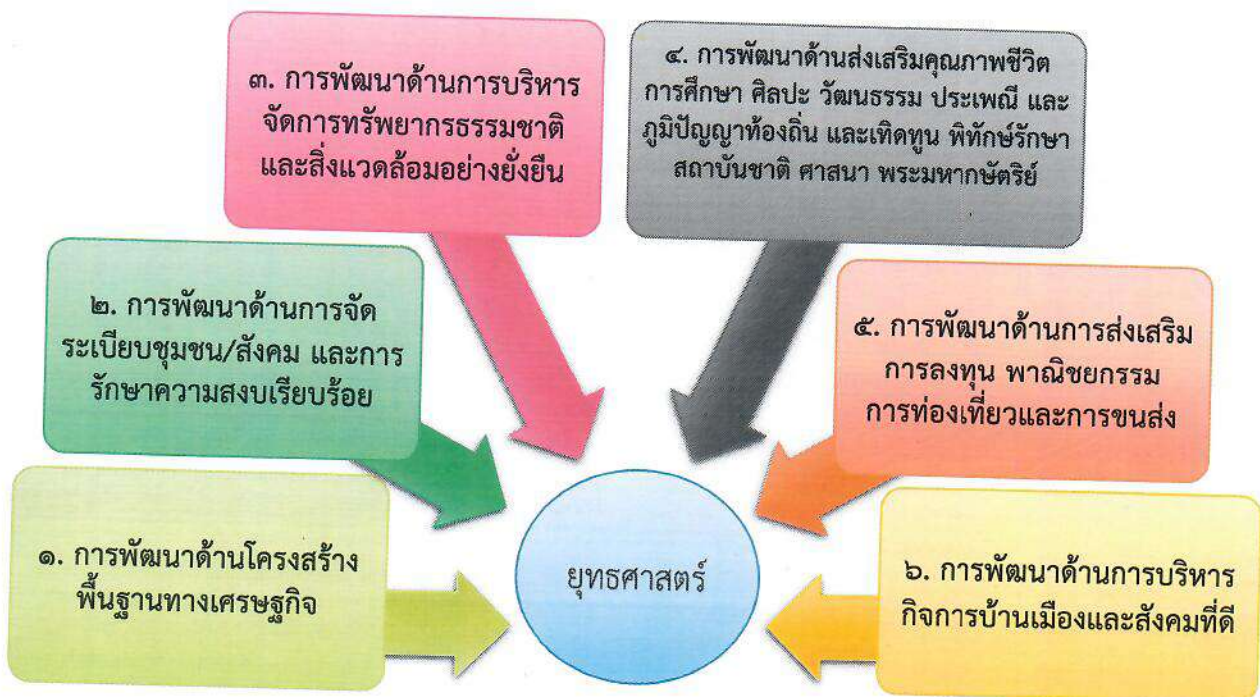 ๓. การพัฒนาด้านการบริหาร
จัดการทรัพยากรธรรมชาติ
และสิ่งแวดล้อมอย่างยั่งยืน
๔. การพัฒนาด้านส่งเสริมคุณภาพชีวิต
การศึกษา ศิลปะ วัฒนธรรม ประเพณี และ
ภูมิปัญญาท้องถิ่น และเทิดทูน พิทักษ์รักษา
สถาบันชาติ ศาสนา พระมหากษัตริย์
๒. การพัฒนาด้านการจัด
ระเบียบชุมชน/สังคม และการ
รักษาความสงบเรียบร้อย
๕. การพัฒนาด้านการส่งเสริม
การลงทุน พาณิชยกรรม
การท่องเที่ยวและการขนส่ง
๑. การพัฒนาด้านโครงสร้าง
พื้นฐานทางเศรษฐกิจ
ยุทธศาสตร์
๖. การพัฒนาด้านการบริหาร
กิจการบ้านเมืองและสังคมที่ดี